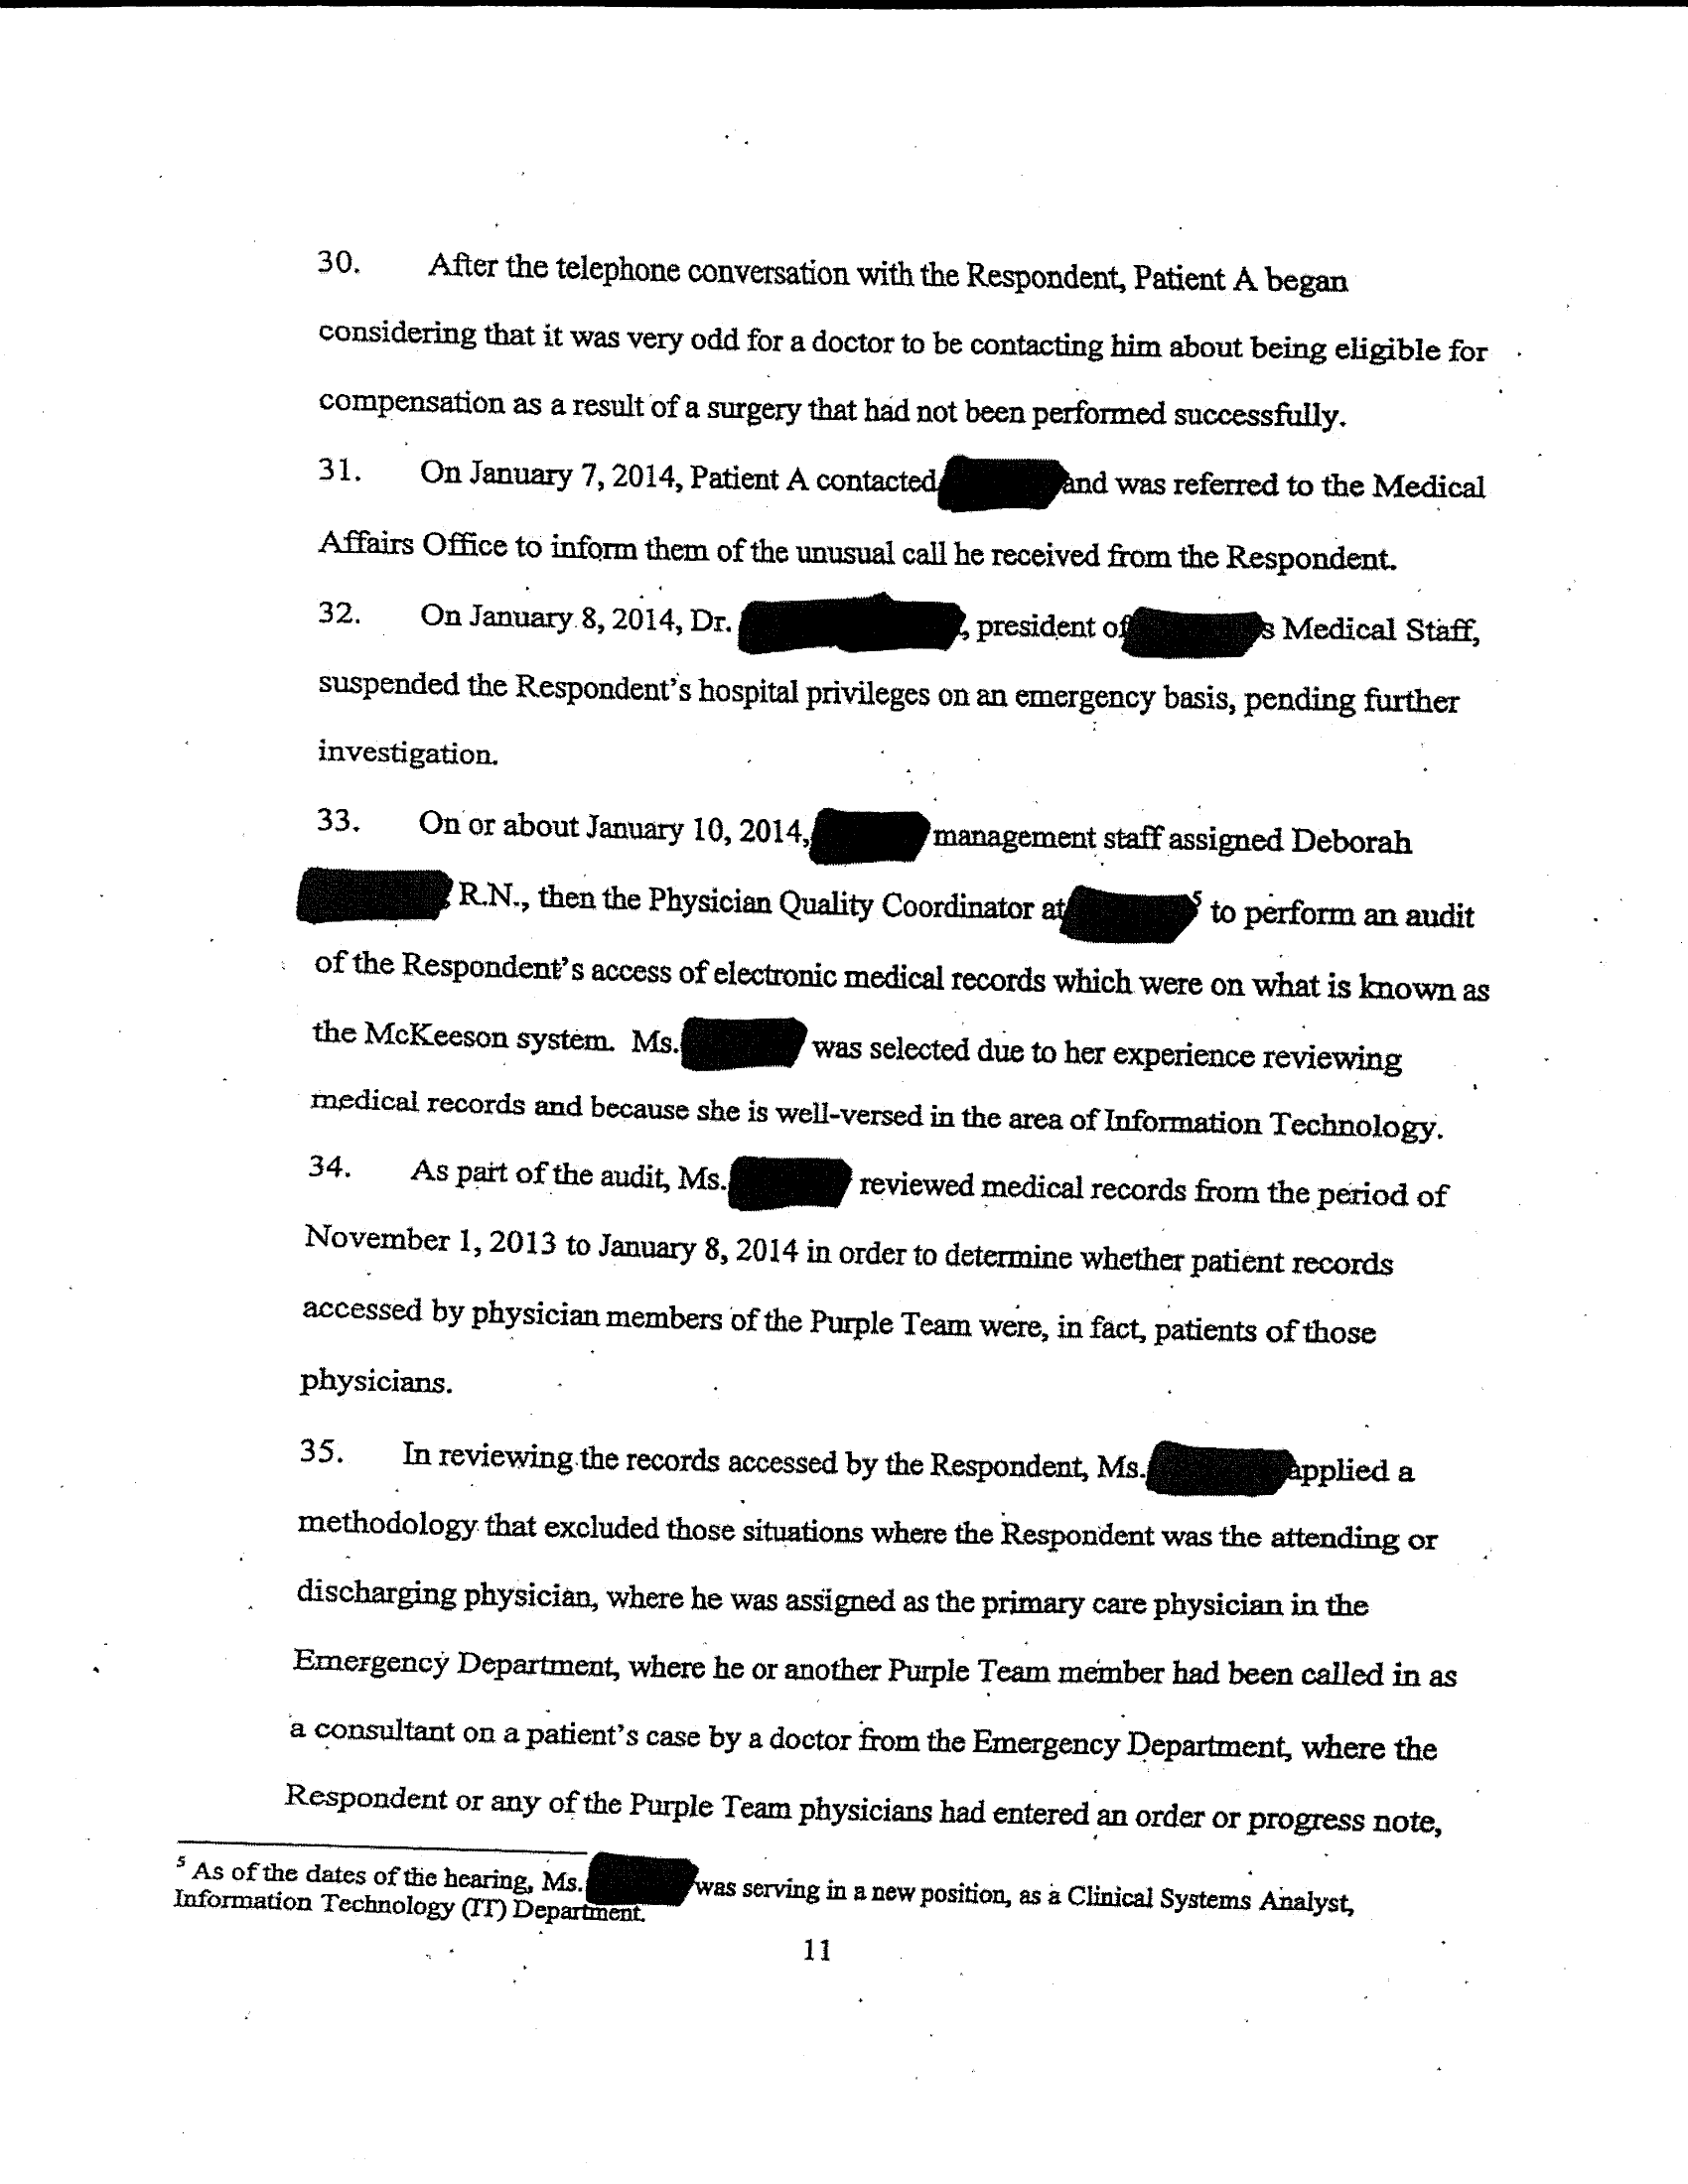 30. After the telephone conversation with the Respondent, Patient A began
considering that it was very odd for a doctor to be contacting him about being eligible for
compensation as a result of a surgery that had not been performed successfully.
31. On January 7, 2014, Patient A contacted and was referred to the Medical
Affairs Office to inform them of the unusual call he received from the Respondent.
32. On January 8, 2014, Dr. , president of s Medical Staff,
suspended the Respondent's hospital privileges on an emergency basis, pending further
investigation.
33. On or about January 10, 2014, management staff assigned Deborah
R.N., then the Physician Quality Coordinator at 5 to perform an audit
of the Respondent's access of electronic medical records which were on what is known as
the McKeeson system. Ms. was selected due to her experience reviewing
medical records and because she is well-versed in the area of Information Technology.
34. As part of the audit, Ms. reviewed medical records from the period of
November 1, 2013 to January 8, 2014 in order to determine whether patient records
accessed by physician members of the Purple Team were, in fact, patients of those
physicians.
35. In reviewing the records accessed by the Respondent, Ms. applied a
methodology that excluded those situations where the Respondent was the attending or
discharging physician, where he was assigned as the primary care physician in the
Emergency Department, where he or another Purple Team member had been called in as
a consultant on a patient's case by a doctor from the Emergency Department, where the
Respondent or any of the Purple Team physicians had entered an order or progress note,
5 As of the dates of the hearing, Ms. was serving in a new position, as a Clinical Systems Analyst,
Information Technology (IT) Department.
11